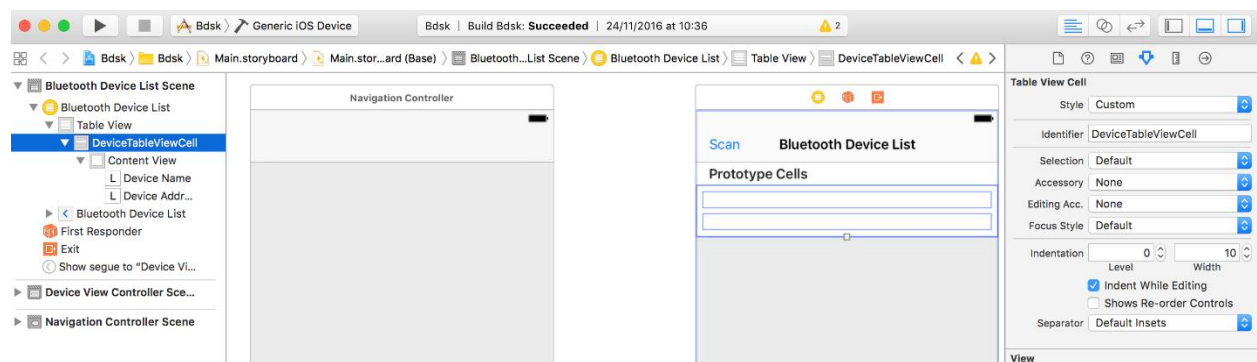 Bdsk 〉 Generic iOS Device
Bdsk | Build Bdsk: Succeeded | 24/11/2016 at 10:36
2
Bdsk 〉 Bdsk 〉 Main.storyboard 〉 Main.stor...ard (Base) 〉 Bluetooth...List Scene 〉 Bluetooth Device List 〉 Table View 〉 DeviceTableViewCell
Bluetooth Device List Scene
Bluetooth Device List
Table View
DeviceTableViewCell
Content View
L Device Name
L Device Addr...
Bluetooth Device List
First Responder
Exit
Show segue to “Device Vi...
Device View Controller Sce...
Navigation Controller Scene
Navigation Controller
Scan Bluetooth Device List
Prototype Cells
Table View Cell
Style Custom
Identifier DeviceTableViewCell
Selection Default
Accessory None
Editing Acc. None
Focus Style Default
Indentation 0 10
Level Width
Indent While Editing
Shows Re-order Controls
Separator Default Insets
View